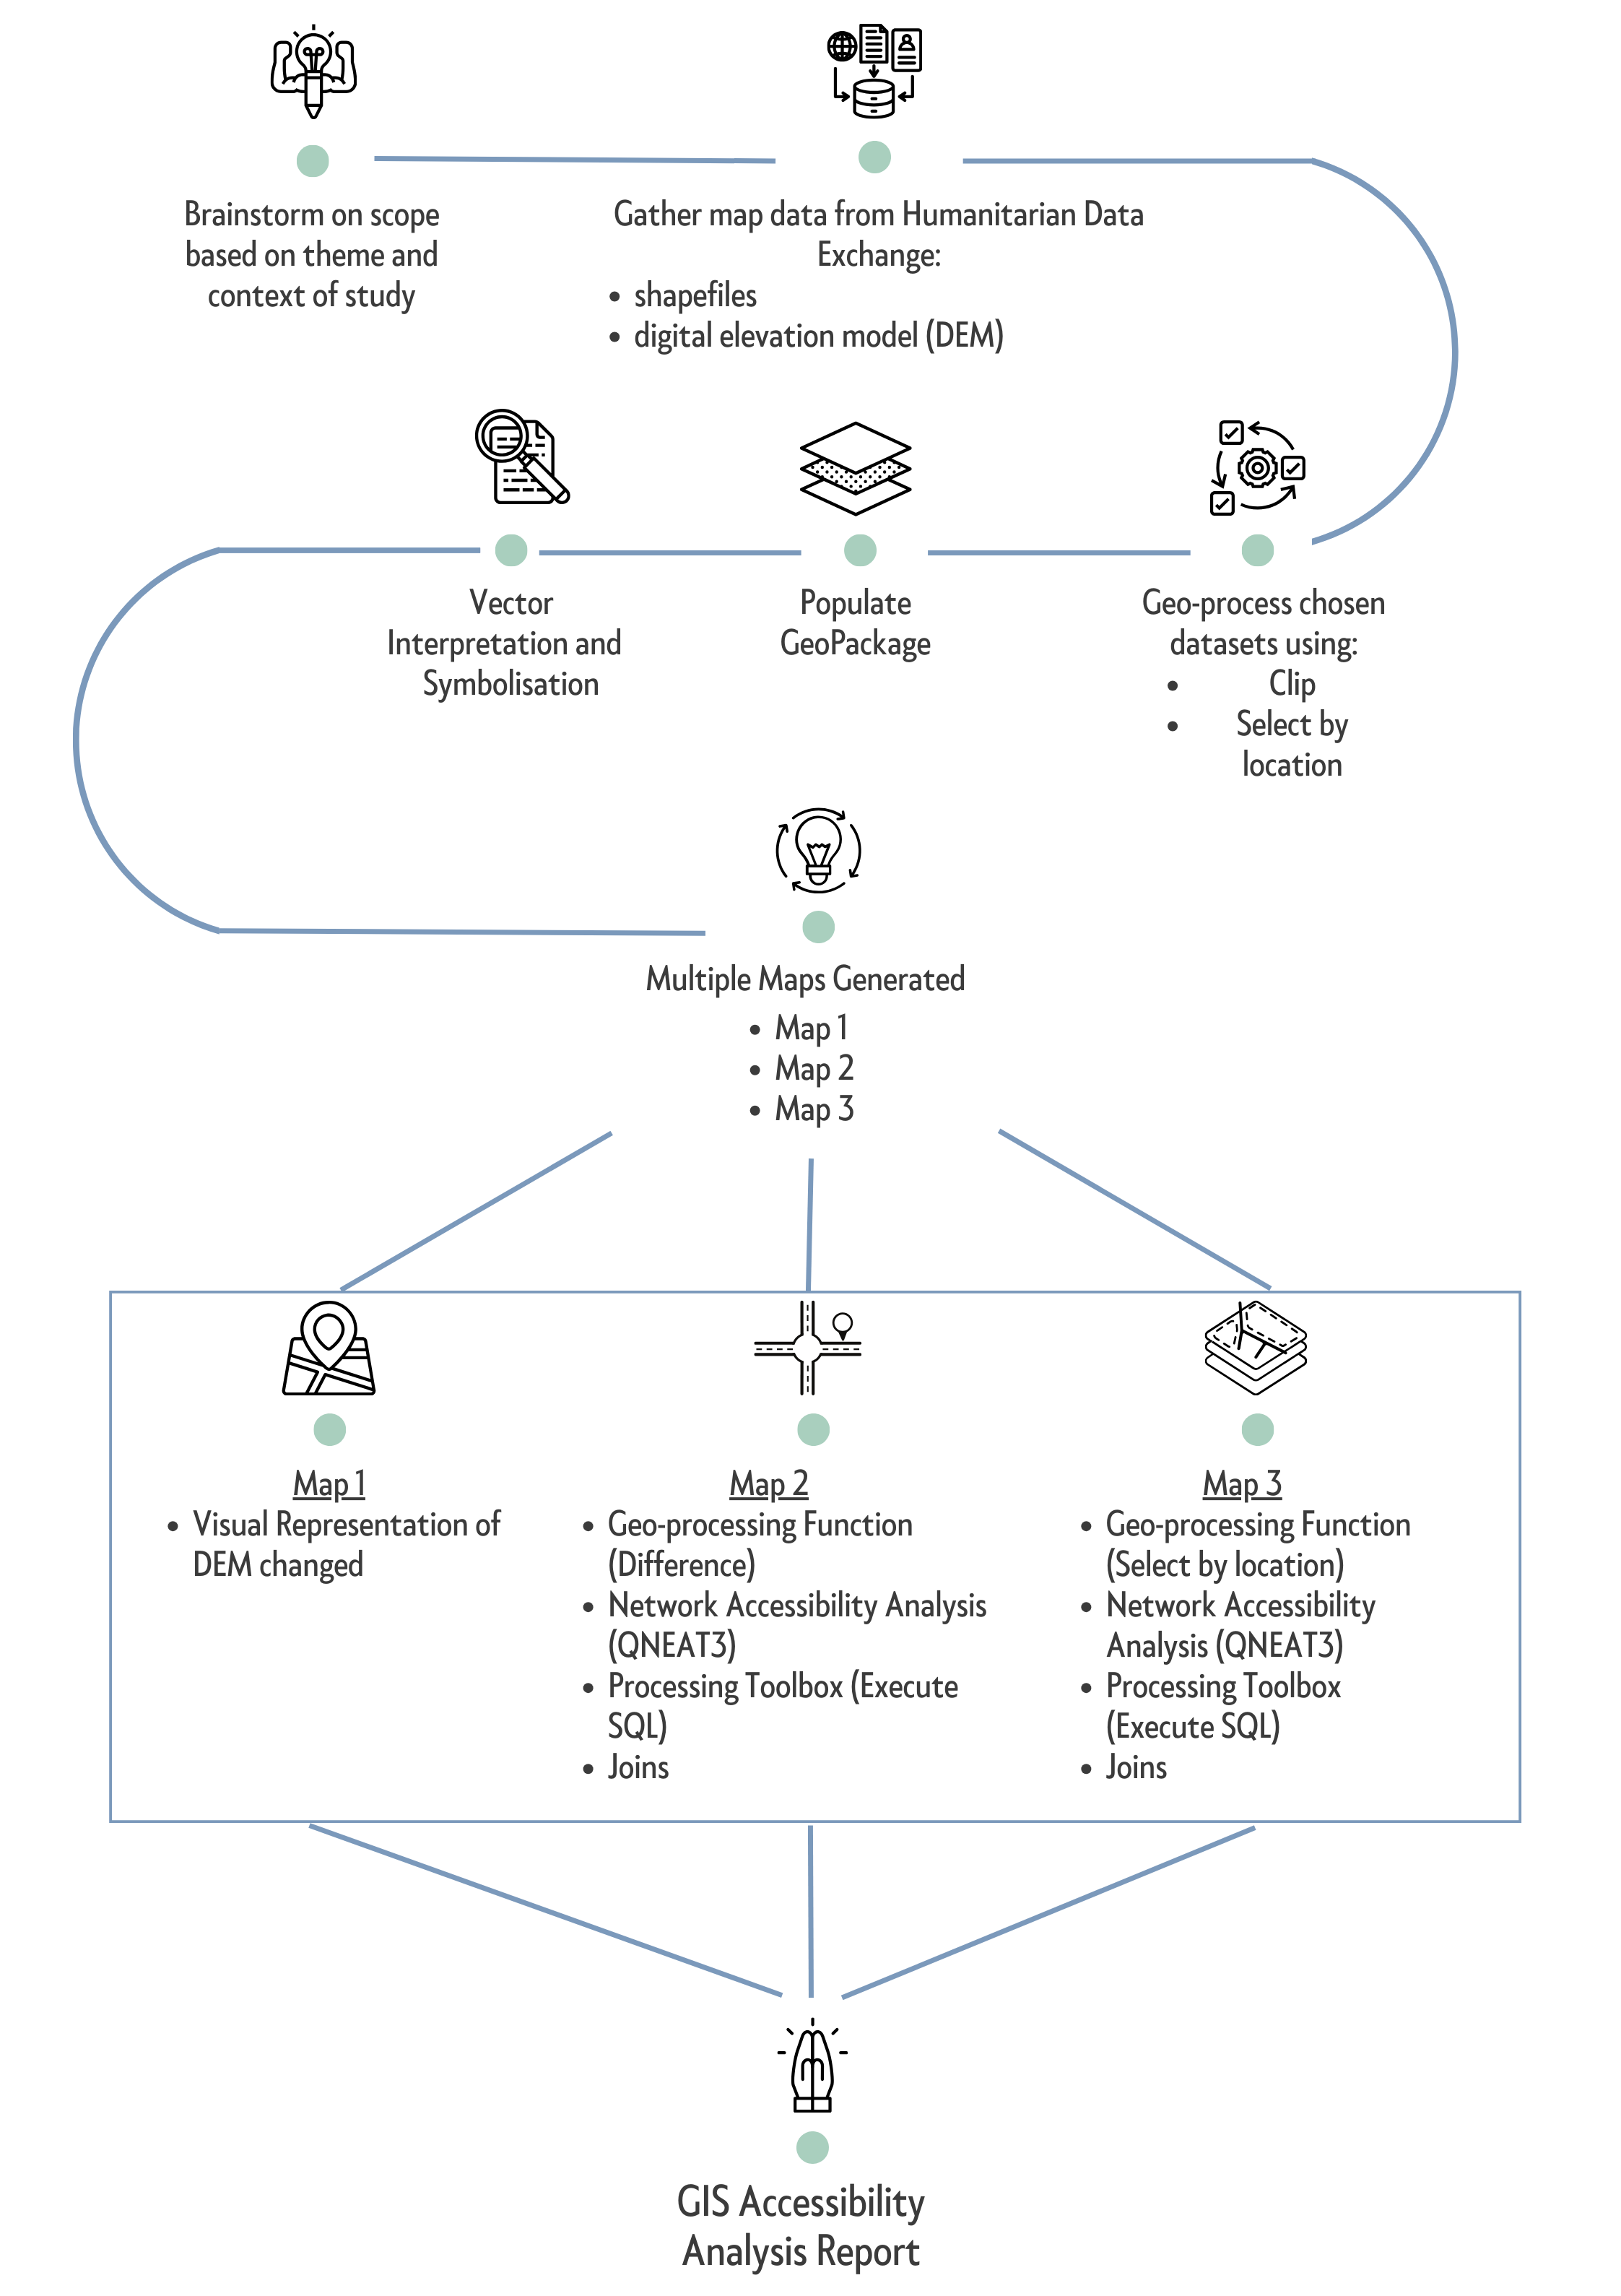 Brainstorm on scope
based on theme and
context of study
Gather map data from Humanitarian Data
Exchange:
• shapefiles
• digital elevation model (DEM)
Vector
Interpretation and
Symbolisation
Populate
GeoPackage
Geo-process chosen
datasets using:
• Clip
• Select by
location
Multiple Maps Generated
• Map 1
• Map 2
• Map 3
Map 1
• Visual Representation of
DEM changed
Map 2
• Geo-processing Function
(Difference)
• Network Accessibility Analysis
(QNEAT3)
• Processing Toolbox (Execute
SQL)
• Joins
Map 3
• Geo-processing Function
(Select by location)
• Network Accessibility
Analysis (QNEAT3)
• Processing Toolbox
(Execute SQL)
• Joins
GIS Accessibility
Analysis Report